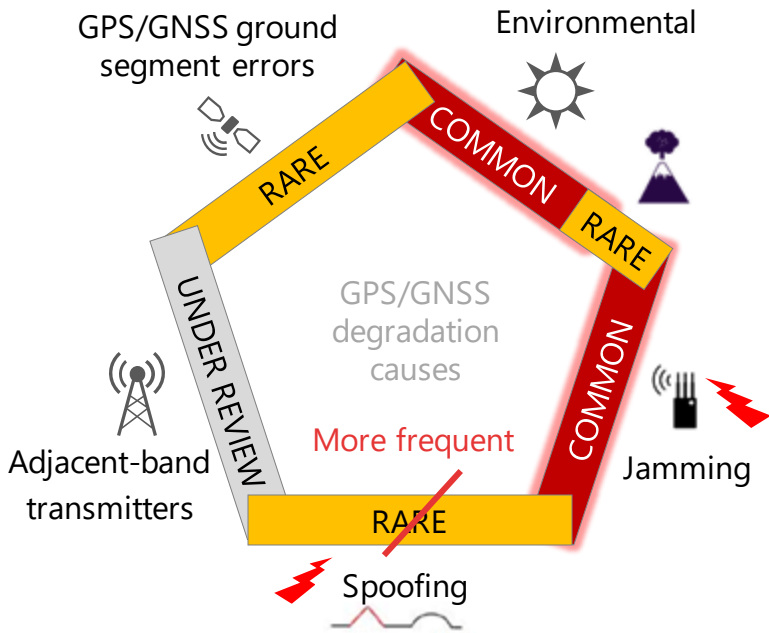 GPS/GNSS ground
segment errors
Environmental
RARE
COMMON
RARE
UNDER REVIEW
GPS/GNSS
degradation
causes
COMMON
More frequent
Adjacent-band
transmitters
Jamming
RARE
Spoofing